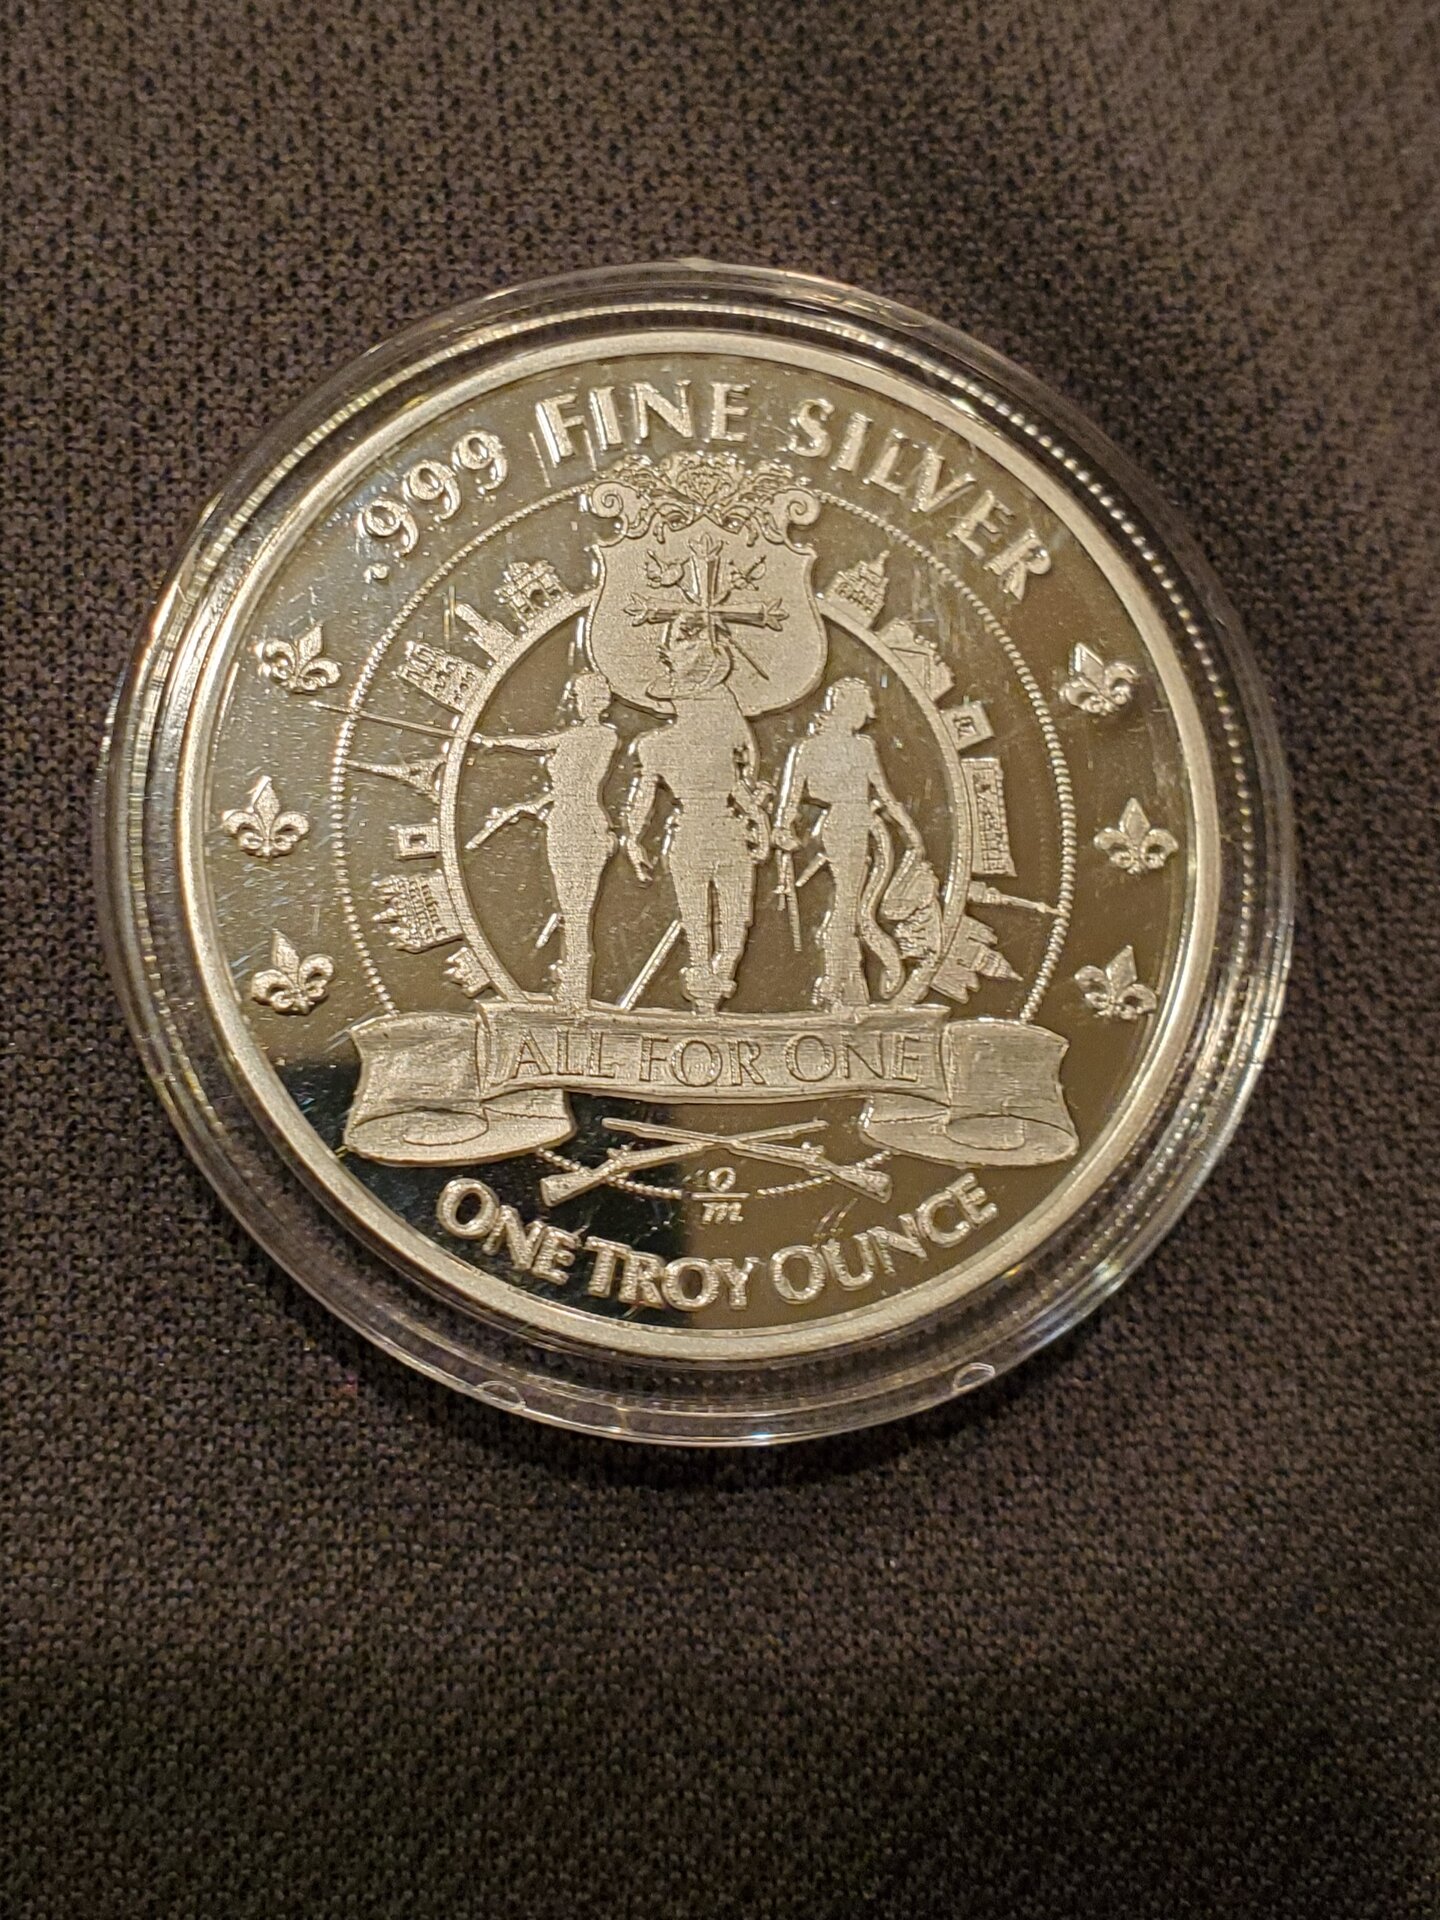 .999 FINE SILVER
ALL FOR ONE
o
m
ONE TROY OUNCE